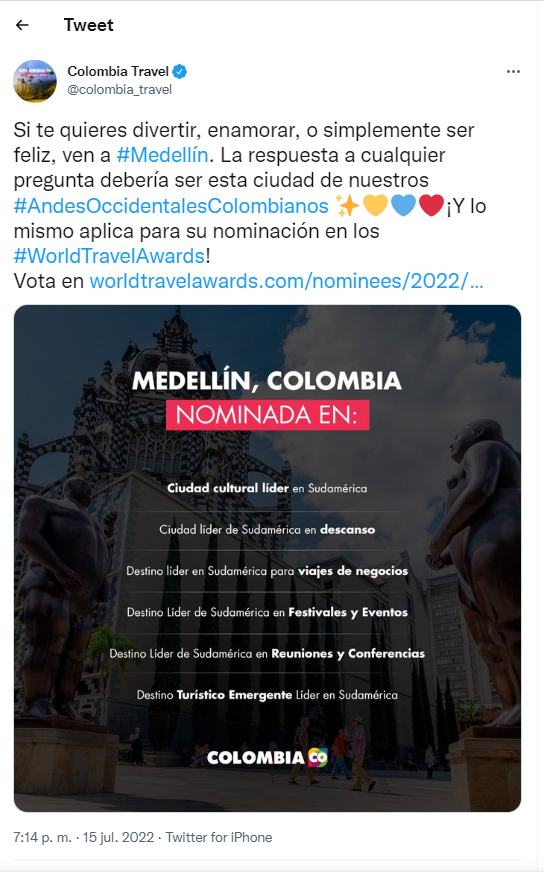 Tweet
Colombia Travel
@colombia_travel
Si te quieres divertir, enamorar, o simplemente ser
feliz, ven a #Medellín. La respuesta a cualquier
pregunta debería ser esta ciudad de nuestros
#AndesOccidentalesColombianos ✨💛💙❤️¡Y lo
mismo aplica para su nominación en los
#WorldTravelAwards!
Vota en worldtravelawards.com/nominees/2022/...
MEDELLÍN, COLOMBIA
NOMINADA EN:
Ciudad cultural líder en Sudamérica
Ciudad líder de Sudamérica en descanso
Destino líder en Sudamérica para viajes de negocios
Destino Líder de Sudamérica en Festivales y Eventos
Destino Líder de Sudamérica en Reuniones y Conferencias
Destino Turístico Emergente Líder en Sudamérica
COLOMBIA CO
7:14 p. m. · 15 jul. 2022 · Twitter for iPhone